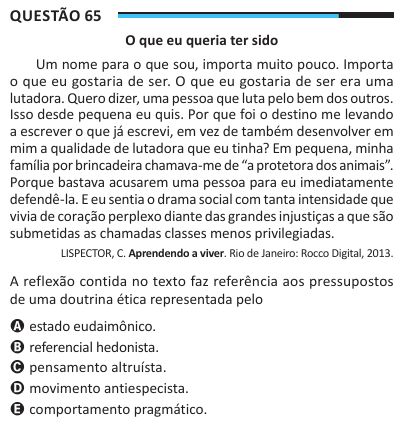 QUESTÃO 65
O que eu queria ter sido
Um nome para o que sou, importa muito pouco. Importa
o que eu gostaria de ser. O que eu gostaria de ser era uma
lutadora. Quero dizer, uma pessoa que luta pelo bem dos outros.
Isso desde pequena eu quis. Por que foi o destino me levando
a escrever o que já escrevi, em vez de também desenvolver em
mim a qualidade de lutadora que eu tinha? Em pequena, minha
família por brincadeira chamava-me de “a protetora dos animais”.
Porque bastava acusarem uma pessoa para eu imediatamente
defendê-la. E eu sentia o drama social com tanta intensidade que
vivia de coração perplexo diante das grandes injustiças a que são
submetidas as chamadas classes menos privilegiadas.
LISPECTOR, C. Aprendendo a viver. Rio de Janeiro: Rocco Digital, 2013.
A reflexão contida no texto faz referência aos pressupostos
de uma doutrina ética representada pelo
A estado eudaimônico.
B referencial hedonista.
C pensamento altruísta.
D movimento antiespecista.
E comportamento pragmático.